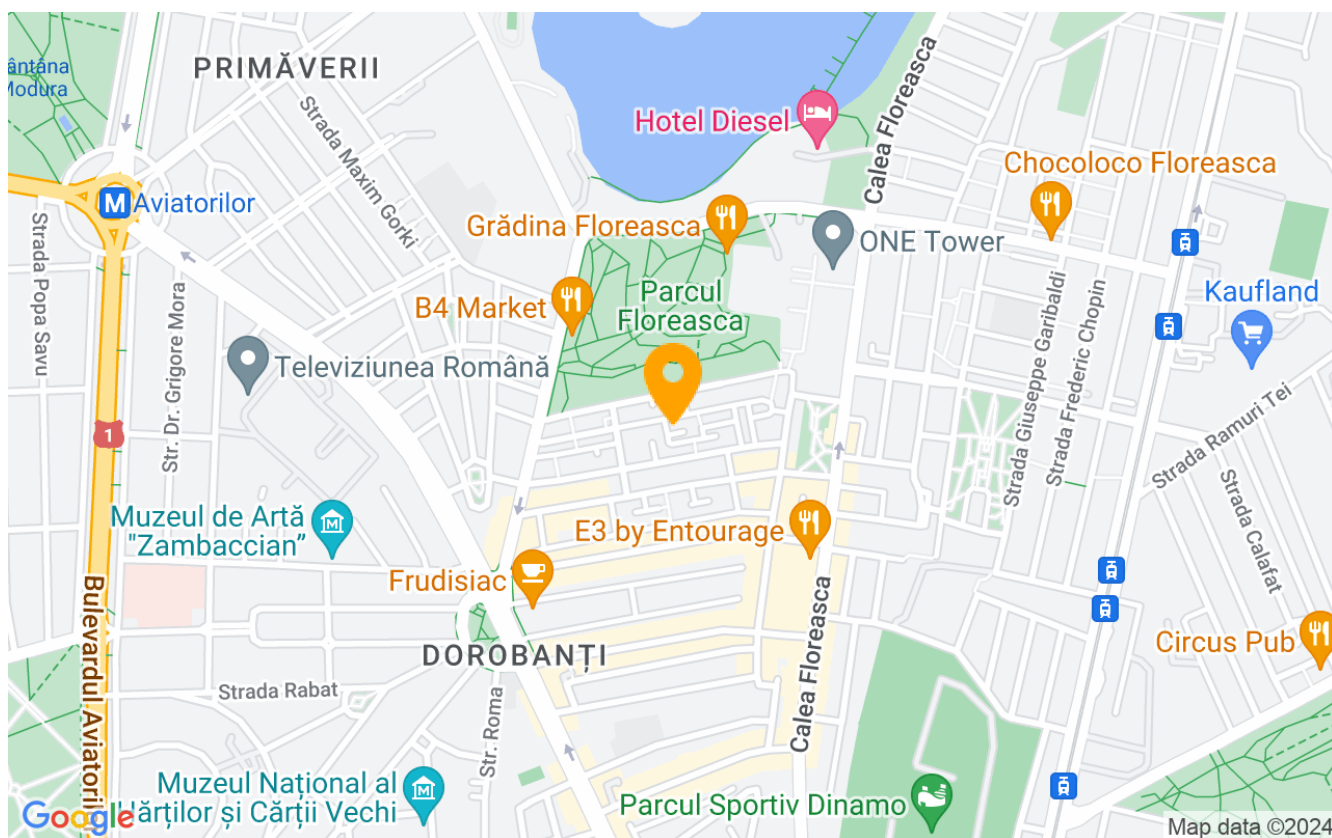 PRIMĂVERII
ântâna
Modura
Strada Maxim Gorki
Hotel Diesel
Calea Floreasca
Chocoloco Floreasca
M
Aviatorilor
Strada Popa Savu
Str. Dr. Grigore Mora
Grădina Floreasca
ONE Tower
B4 Market
Parcul
Floreasca
Kaufland
Televiziunea Română
Strada Giuseppe Garibaldi
Strada Frederic Chopin
Strada Ramuri Tei
1
Strada Calafat
Muzeul de Artă
"Zambaccian”
E3 by Entourage
Frudisiac
Circus Pub
DOROBANȚI
Strada Rabat
Str. Roma
Calea Floreasca
Bulevardul Aviatoril
Muzeul Național al
Hărților și Cărții Vechi
Parcul Sportiv Dinamo
Google
Map data ©2024